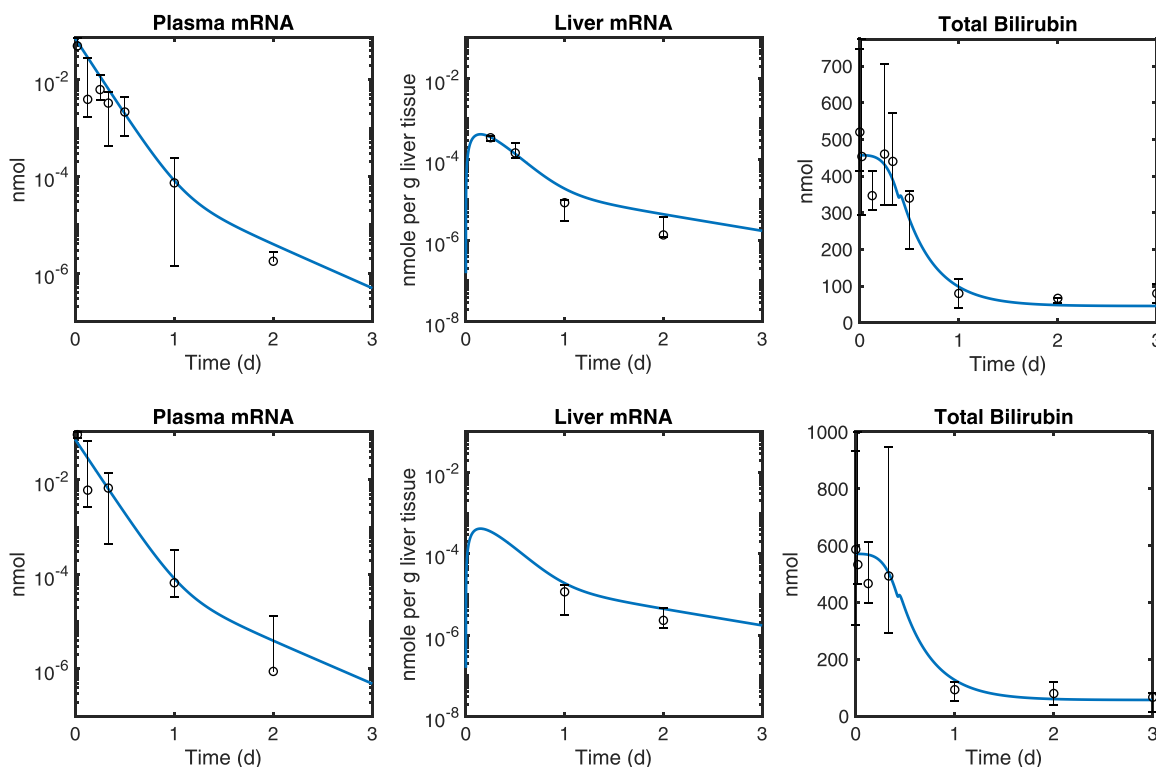 Plasma mRNA
nmol
10^-2
10^-4
10^-6
0 1 2 3
Time (d)
Liver mRNA
nmole per g liver tissue
10^-2
10^-4
10^-6
10^-8
0 1 2 3
Time (d)
Total Bilirubin
nmol
700
600
500
400
300
200
100
0
0 1 2 3
Time (d)
Plasma mRNA
nmol
10^-2
10^-4
10^-6
0 1 2 3
Time (d)
Liver mRNA
nmole per g liver tissue
10^-2
10^-4
10^-6
10^-8
0 1 2 3
Time (d)
Total Bilirubin
nmol
1000
800
600
400
200
0
0 1 2 3
Time (d)